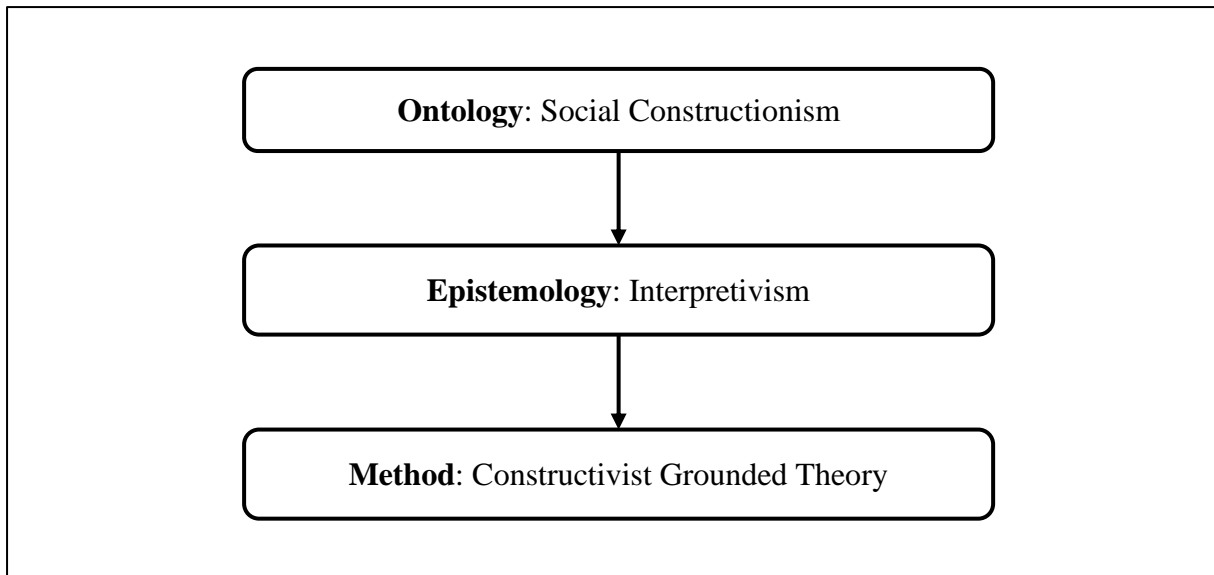 Ontology: Social Constructionism
Epistemology: Interpretivism
Method: Constructivist Grounded Theory